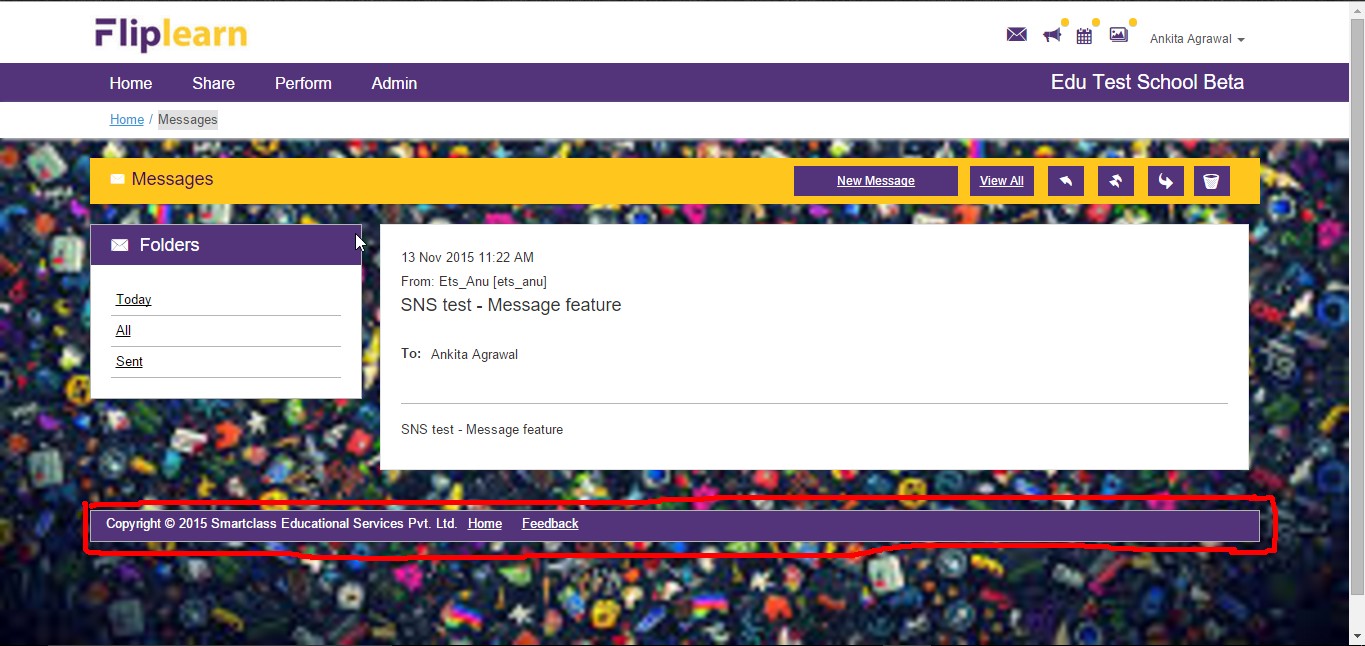 Fliplearn
Ankita Agrawal
Home Share Perform Admin
Edu Test School Beta
Home / Messages
Messages
New Message View All
Folders
Today
All
Sent
13 Nov 2015 11:22 AM
From: Ets_Anu [ets_anu]
SNS test - Message feature
To: Ankita Agrawal
SNS test - Message feature
Copyright © 2015 Smartclass Educational Services Pvt. Ltd. Home Feedback